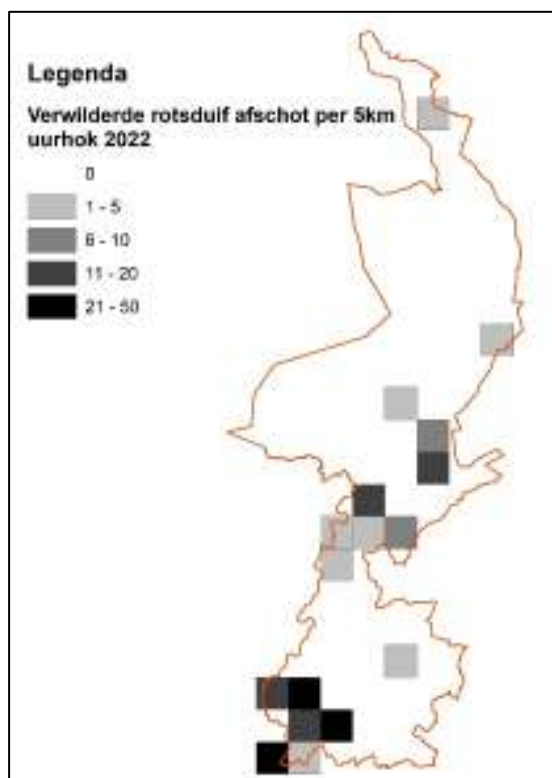 Legenda
Verwilderde rotsduif afschot per 5km
uurhok 2022
0
1 - 5
6 - 10
11 - 20
21 - 50